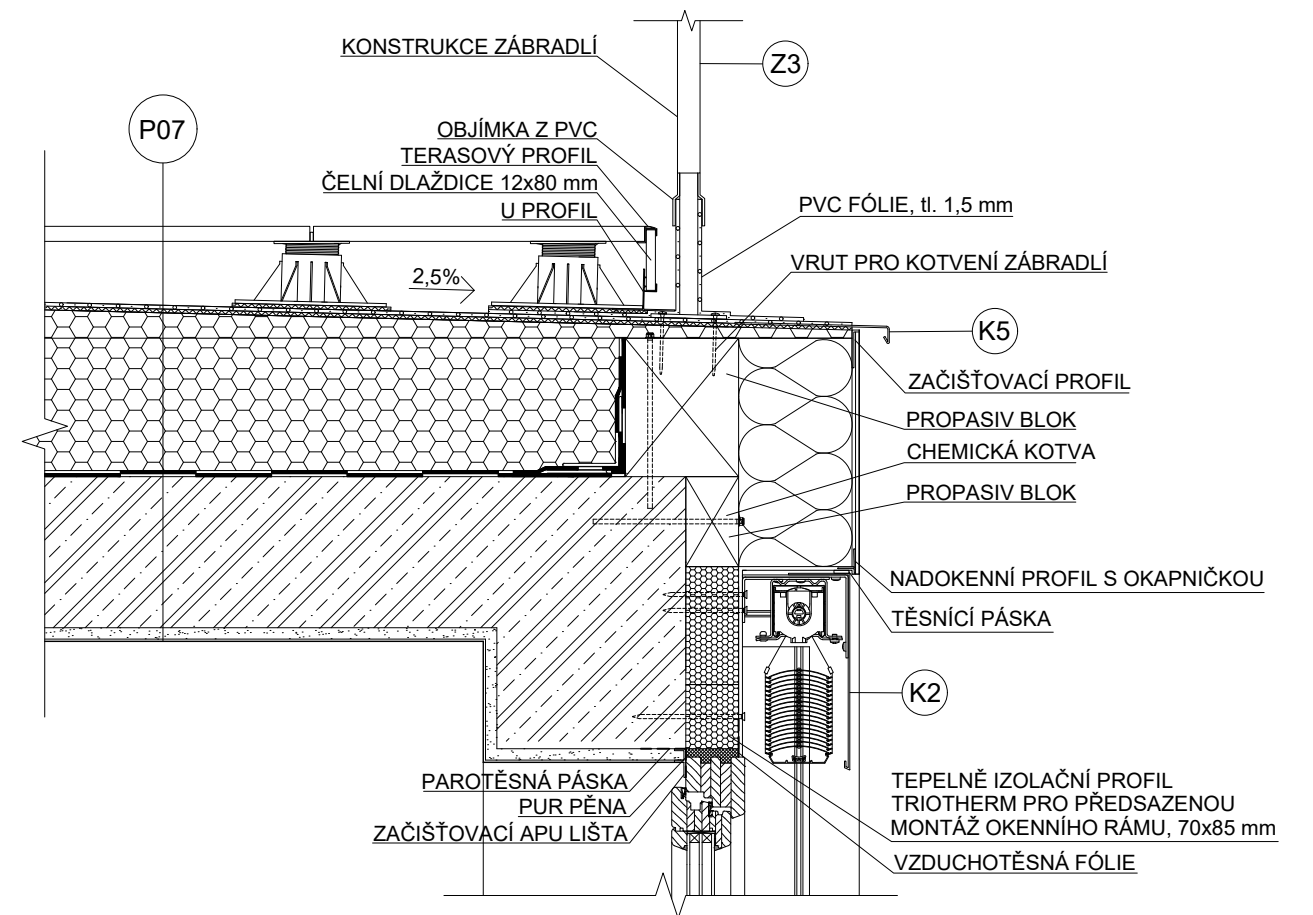 KONSTRUKCE ZÁBRADLÍ
Z3
P07
OBJÍMKA Z PVC
TERASOVÝ PROFIL
ČELNÍ DLAŽDICE 12x80 mm
U PROFIL
PVC FÓLIE, tl. 1,5 mm
VRUT PRO KOTVENÍ ZÁBRADLÍ
2,5%
K5
ZAČIŠŤOVACÍ PROFIL
PROPASIV BLOK
CHEMICKÁ KOTVA
PROPASIV BLOK
NADOKENNÍ PROFIL S OKAPNIČKOU
TĚSNÍCÍ PÁSKA
K2
PAROTĚSNÁ PÁSKA
PUR PĚNA
ZAČIŠŤOVACÍ APU LIŠTA
TEPELNĚ IZOLAČNÍ PROFIL
TRIOTHERM PRO PŘEDSAZENOU
MONTÁŽ OKENNÍHO RÁMU, 70x85 mm
VZDUCHOTĚSNÁ FÓLIE